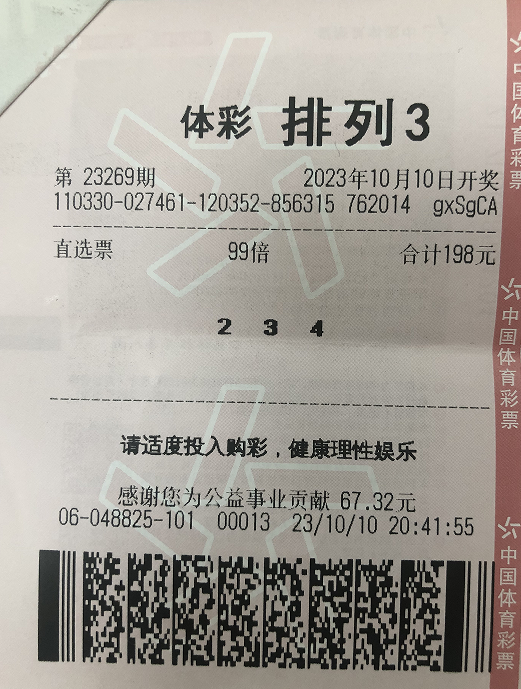 体彩 排列3
第 23269期 2023年10月10日开奖
110330-027461-120352-856315 762014 gxSgCA
直选票 99倍 合计198元
2 3 4
请适度投入购彩，健康理性娱乐
感谢您为公益事业贡献 67.32元
06-048825-101 00013 23/10/10 20:41:55
中国体育彩票
中国体育彩票
中国体育彩票